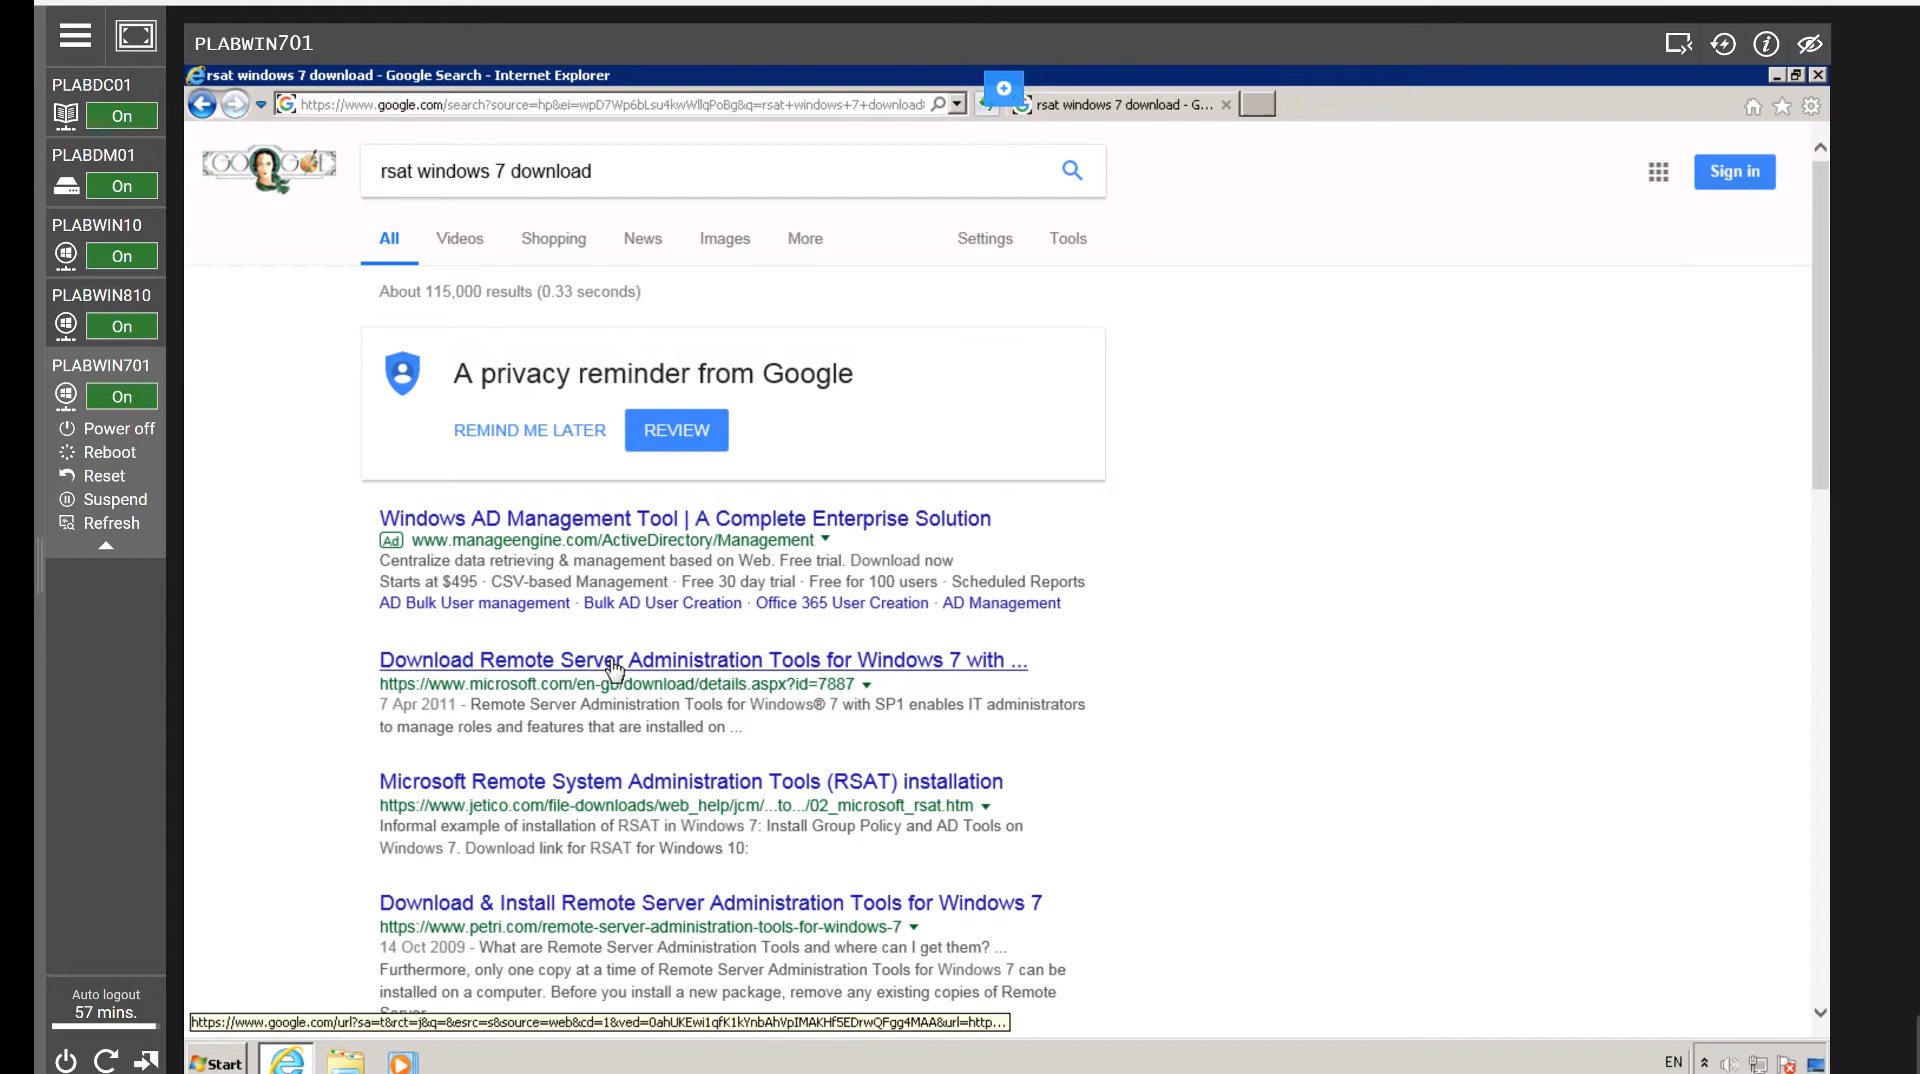 PLABWIN701
PLABDC01
On
PLABDM01
On
PLABWIN10
On
PLABWIN810
On
PLABWIN701
On
Power off
Reboot
Reset
Suspend
Refresh
Auto logout
57 mins.
rsat windows 7 download - Google Search - Internet Explorer
rsat windows 7 download - G...
GOOGLE
rsat windows 7 download
Sign in
All Videos Shopping News Images More Settings Tools
About 115,000 results (0.33 seconds)
A privacy reminder from Google
REMIND ME LATER REVIEW
Windows AD Management Tool | A Complete Enterprise Solution
Ad www.manageengine.com/ActiveDirectory/Management
Centralize data retrieving & management based on Web. Free trial. Download now
Starts at $495 · CSV-based Management · Free 30 day trial · Free for 100 users · Scheduled Reports
AD Bulk User management · Bulk AD User Creation · Office 365 User Creation · AD Management
Download Remote Server Administration Tools for Windows 7 with ...
https://www.microsoft.com/en-gb/download/details.aspx?id=7887
7 Apr 2011 - Remote Server Administration Tools for Windows® 7 with SP1 enables IT administrators
to manage roles and features that are installed on ...
Microsoft Remote System Administration Tools (RSAT) installation
https://www.jetico.com/file-downloads/web_help/jcm/...to.../02_microsoft_rsat.htm
Informal example of installation of RSAT in Windows 7: Install Group Policy and AD Tools on
Windows 7. Download link for RSAT for Windows 10:
Download & Install Remote Server Administration Tools for Windows 7
https://www.petri.com/remote-server-administration-tools-for-windows-7
14 Oct 2009 - What are Remote Server Administration Tools and where can I get them? ...
Furthermore, only one copy at a time of Remote Server Administration Tools for Windows 7 can be
installed on a computer. Before you install a new package, remove any existing copies of Remote
Start
EN